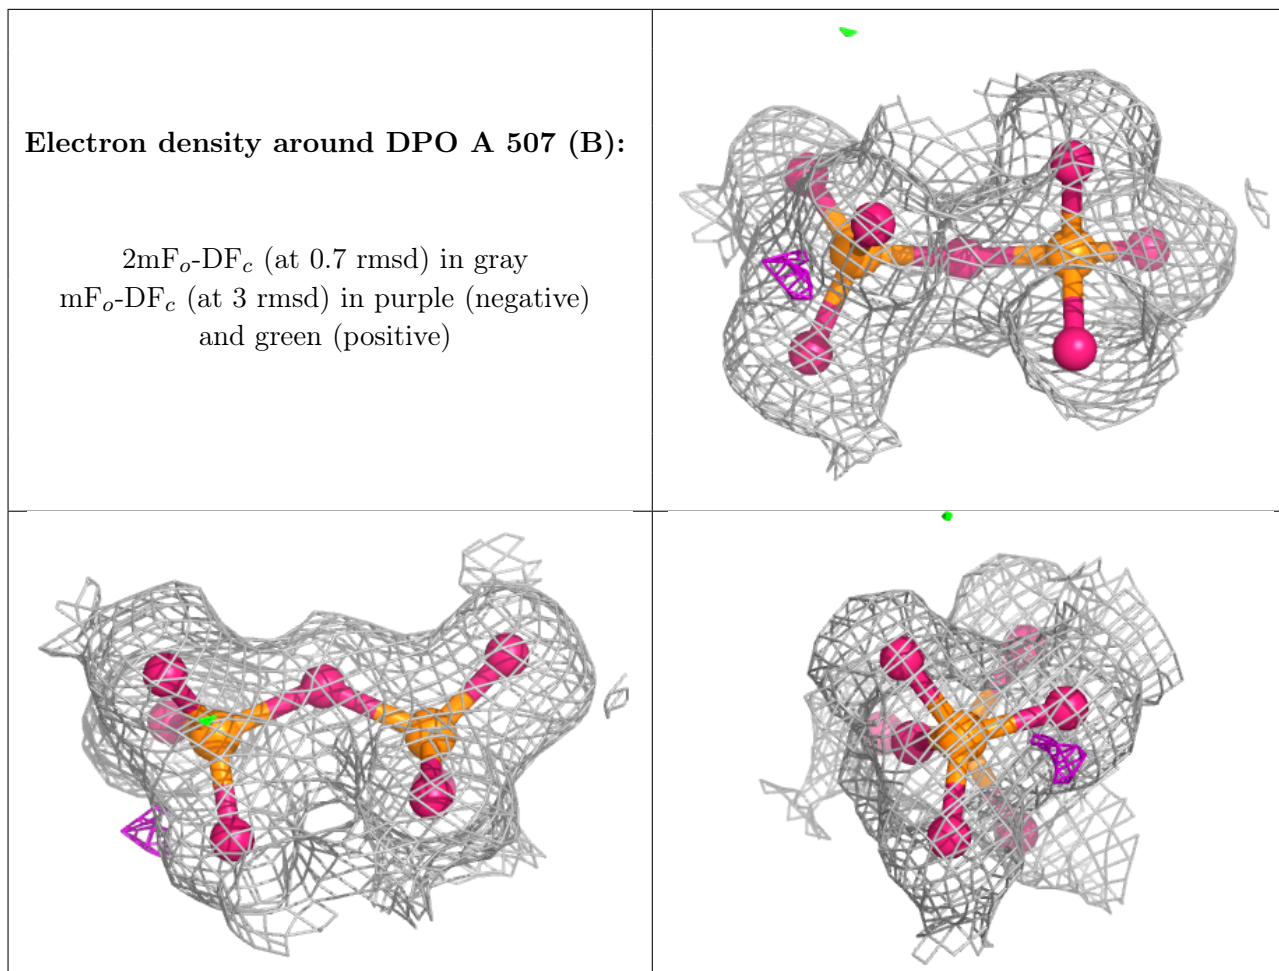 Electron density around DPO A 507 (B):
2mFo-DFc (at 0.7 rmsd) in gray
mFo-DFc (at 3 rmsd) in purple (negative)
and green (positive)